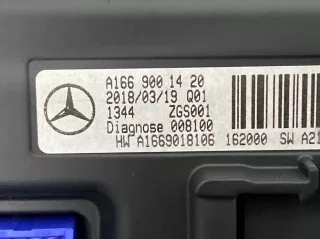 A166 900 14 20
2018/03/19 Q01
1344 ZGS001
Diagnose 008100
HW A1669018106 162000 SW A21